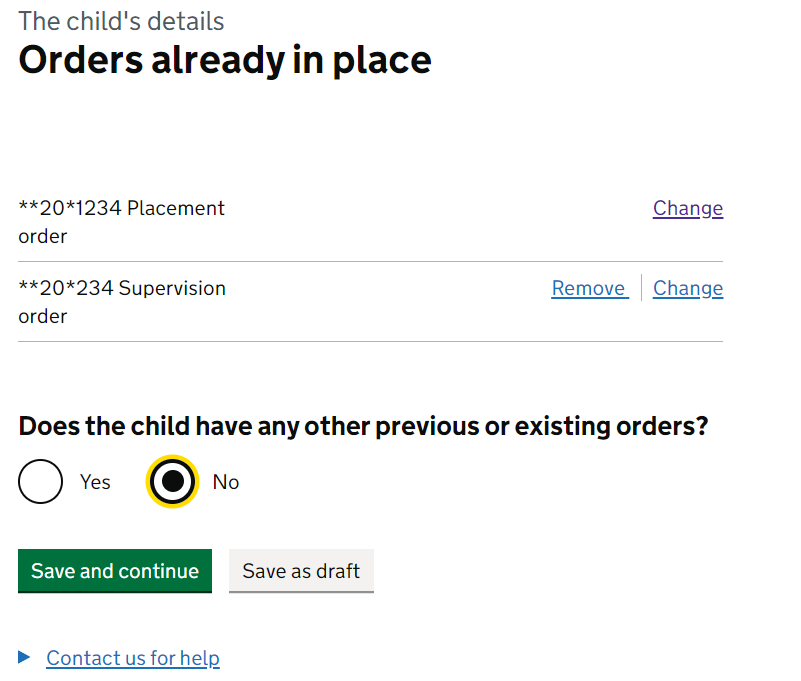 The child's details
Orders already in place
**20*1234 Placement
order
Change
**20*234 Supervision
order
Remove
Change
Does the child have any other previous or existing orders?
Yes
No
Save and continue
Save as draft
Contact us for help